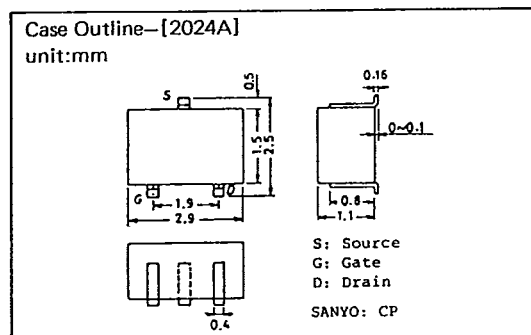 Case Outline—[2024A]
unit:mm
0.5
0.16
S
0~0.1
1.5
2.5
G
D
1.9
2.9
0.8
1.1
0.4
S: Source
G: Gate
D: Drain
SANYO: CP